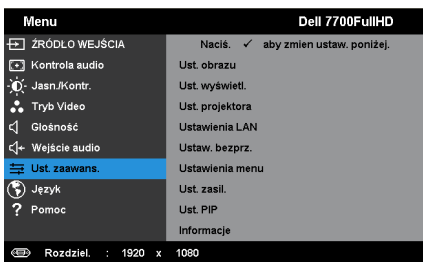 Menu Dell 7700FullHD
ŹRÓDŁO WEJŚCIA Naciś. ✓ aby zmien ustaw. poniżej.
Kontrola audio Ust. obrazu
Jasn./Kontr. Ust. wyświetl.
Tryb Video Ust. projektora
Glośność Ustawienia LAN
Wejście audio Ustaw. bezprz.
Ust. zaawans. Ustawienia menu
Język Ust. zasil.
? Pomoc Ust. PIP
Informacje
Rozdziel. : 1920 x 1080